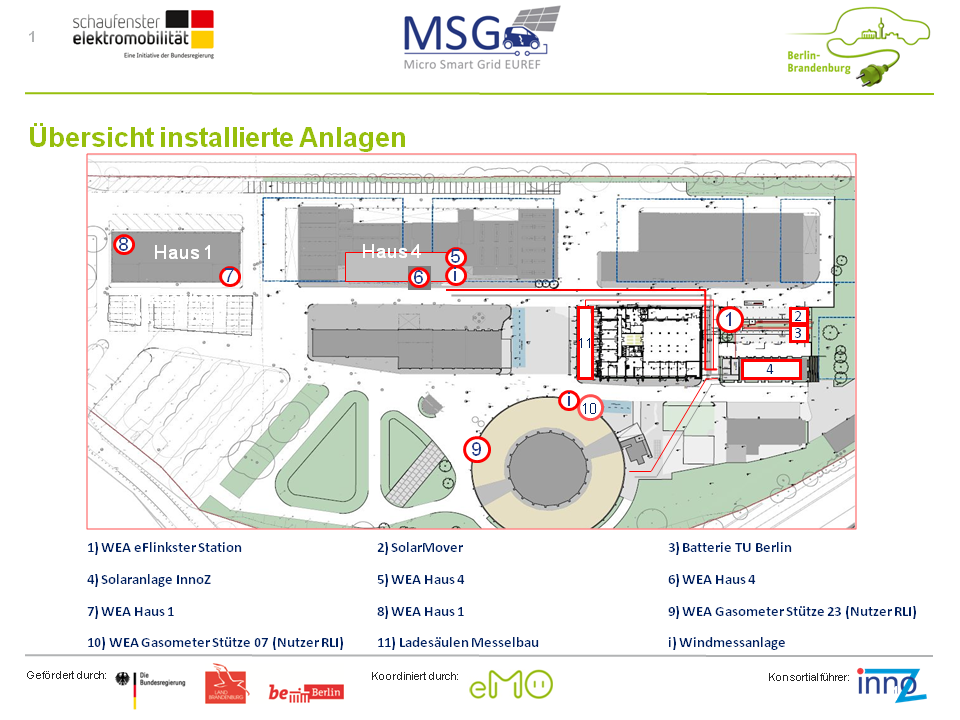 1
schaufenster
elektromobilität
Eine Initiative der Bundesregierung
MSG
Micro Smart Grid EUREF
Berlin-
Brandenburg
Übersicht installierte Anlagen
8
Haus 1
7
Haus 4
5
6
i
1
2
3
11
4
i
10
9
1) WEA eFlinkster Station
2) SolarMover
3) Batterie TU Berlin
4) Solaranlage InnoZ
5) WEA Haus 4
6) WEA Haus 4
7) WEA Haus 1
8) WEA Haus 1
9) WEA Gasometer Stütze 23 (Nutzer RLI)
10) WEA Gasometer Stütze 07 (Nutzer RLI)
11) Ladesäulen Messelbau
i) Windmessanlage
Gefördert durch:
Die
Bundesregierung
LAND
BRANDENBURG
be Berlin
Koordiniert durch:
eMO
Konsortialführer:
innoZ